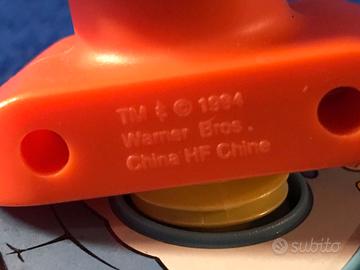 TM & © 1994
Warner Bros.
China HF Chine
subito